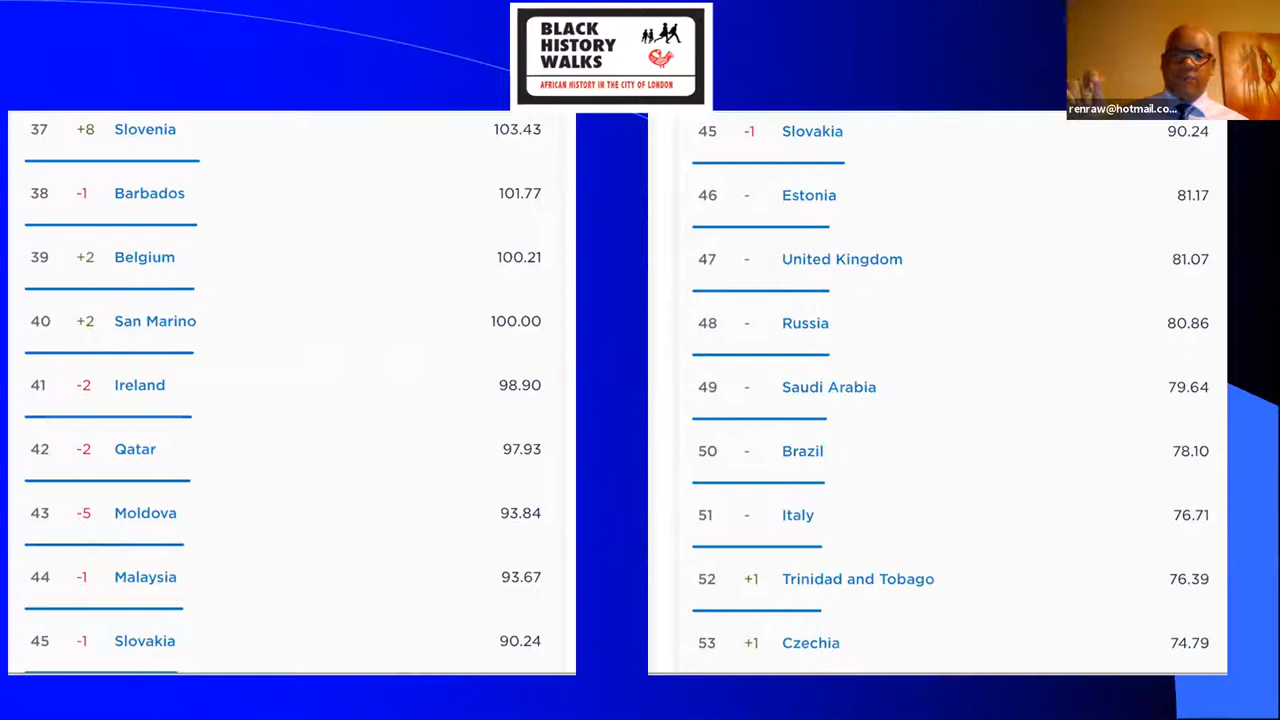 BLACK
HISTORY
WALKS
AFRICAN HISTORY IN THE CITY OF LONDON
renraw@hotmail.co...
37 +8 Slovenia 103.43
38 -1 Barbados 101.77
39 +2 Belgium 100.21
40 +2 San Marino 100.00
41 -2 Ireland 98.90
42 -2 Qatar 97.93
43 -5 Moldova 93.84
44 -1 Malaysia 93.67
45 -1 Slovakia 90.24
45 -1 Slovakia 90.24
46 - Estonia 81.17
47 - United Kingdom 81.07
48 - Russia 80.86
49 - Saudi Arabia 79.64
50 - Brazil 78.10
51 - Italy 76.71
52 +1 Trinidad and Tobago 76.39
53 +1 Czechia 74.79